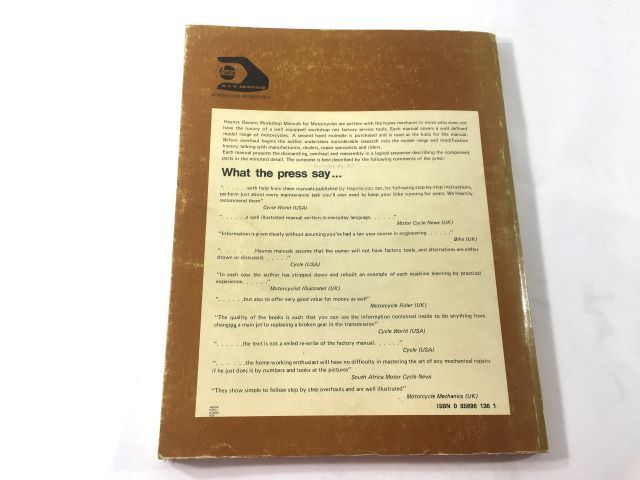 Haynes Owners Workshop Manuals for Motorcycles are written with the home mechanic in mind who does not
have the luxury of a well equipped workshop nor factory service tools. Each manual covers a well defined
model range of motorcycles. A second hand example is purchased and is used as the basis for the manual.
Before overhaul begins the author undertakes considerable research into the model range and modification
history talking with manufacturers, dealers, repair specialists and riders.
Each manual presents the dismantling, overhaul and reassembly in a logical sequence describing the component
parts in the minutest detail. The outcome is best described by the following comments of the press:
What the press say...
". . . . . .with help from these manuals published by Haynes you can, by following step-by-step instructions,
perform just about every maintenance task you'll ever need to keep your bike running for years. We heartily
recommend them"
Cycle World (USA)
". . . . . .a well illustrated manual written in everyday language. . . . . ."
Motor Cycle News (UK)
"Information is given clearly without assuming you've had a ten year course in engineering. . . . . ."
Bike (UK)
". . . . . .Haynes manuals assume that the owner will not have factory tools, and alternatives are either
shown or discussed. . . . . ."
Cycle (USA)
"In each case the author has stripped down and rebuilt an example of each machine learning by practical
experience. . . . . ."
Motorcyclist Illustrated (UK)
". . . . . .but also to offer very good value for money as well"
Motorcycle Rider (UK)
"The quality of the books is such that you can use the information contained inside to do anything from
changing a main jet to replacing a broken gear in the transmission"
Cycle World (USA)
". . . . . .the text is not a veiled re-write of the factory manual. . . . . ."
Cycle (USA)
". . . . . .the home-working enthusiast will have no difficulty in mastering the art of any mechanical repairs
if he just does it by numbers and looks at the pictures"
South Africa Motor Cycle News
"They show simple to follow step by step overhauls and are well illustrated"
Motorcycle Mechanics (UK)
ISBN 0 85696 136 1